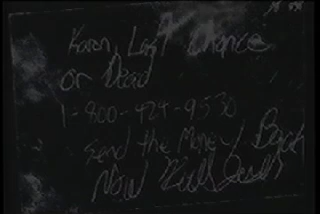 Karen, Last Chance
or Dead
1-800-424-9530
Send the Money Back
Now